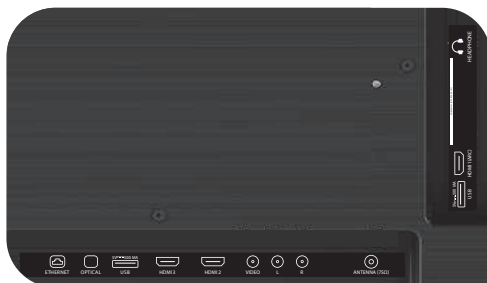 HEADPHONE
HDMI 1 (ARC)
USB
ETHERNET
OPTICAL
USB
HDMI 3
HDMI 2
VIDEO
L
R
ANTENNA (75Ω)